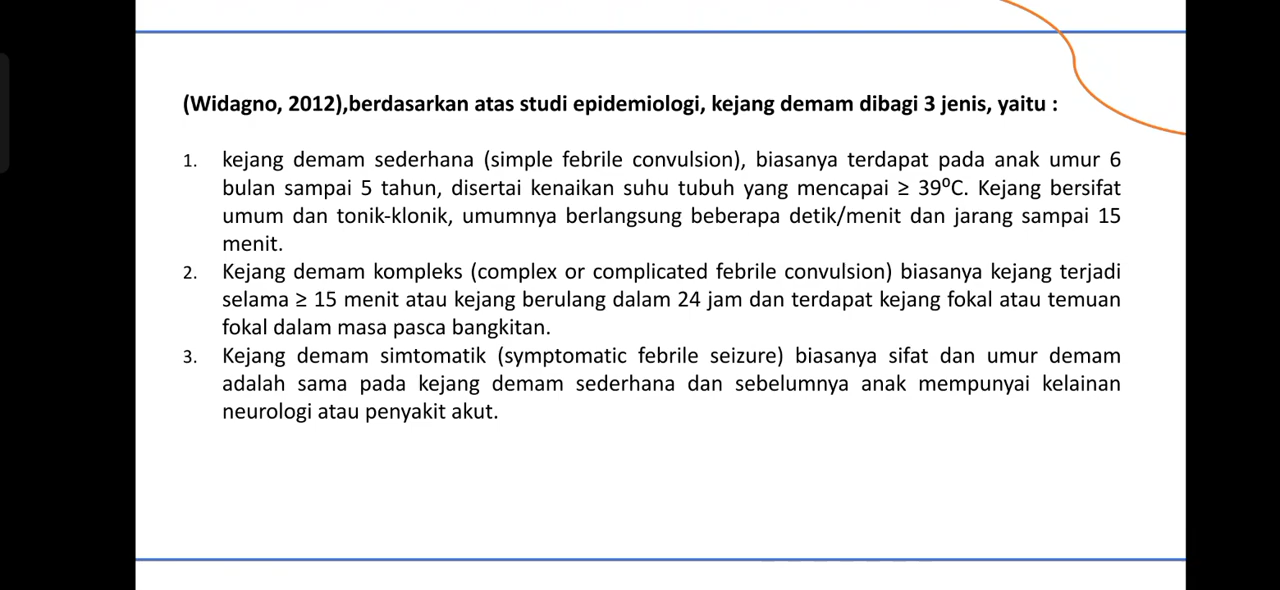 (Widagno, 2012),berdasarkan atas studi epidemiologi, kejang demam dibagi 3 jenis, yaitu :
1. kejang demam sederhana (simple febrile convulsion), biasanya terdapat pada anak umur 6
bulan sampai 5 tahun, disertai kenaikan suhu tubuh yang mencapai ≥ 39⁰C. Kejang bersifat
umum dan tonik-klonik, umumnya berlangsung beberapa detik/menit dan jarang sampai 15
menit.
2. Kejang demam kompleks (complex or complicated febrile convulsion) biasanya kejang terjadi
selama ≥ 15 menit atau kejang berulang dalam 24 jam dan terdapat kejang fokal atau temuan
fokal dalam masa pasca bangkitan.
3. Kejang demam simtomatik (symptomatic febrile seizure) biasanya sifat dan umur demam
adalah sama pada kejang demam sederhana dan sebelumnya anak mempunyai kelainan
neurologi atau penyakit akut.